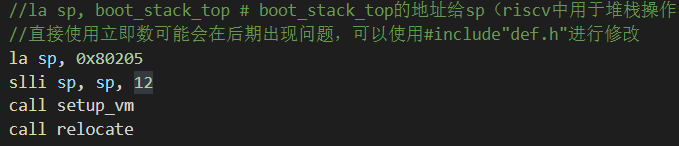 //la sp, boot_stack_top # boot_stack_top的地址给sp（riscv中用于堆栈操作
//直接使用立即数可能会在后期出现问题，可以使用#include"def.h"进行修改
la sp, 0x80205
slli sp, sp, 12
call setup_vm
call relocate